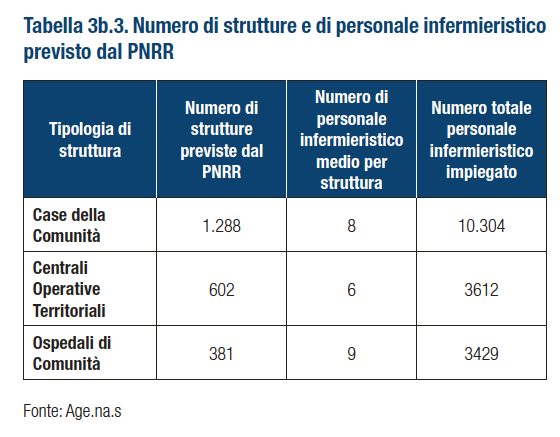 Tabella 3b.3. Numero di strutture e di personale infermieristico
previsto dal PNRR
Tipologia di
struttura
Numero di
strutture
previste dal
PNRR
Numero di
personale
infermieristico
medio per
struttura
Numero totale
personale
infermieristico
impiegato
Case della
Comunità
1.288
8
10.304
Centrali
Operative
Territoriali
602
6
3612
Ospedali di
Comunità
381
9
3429
Fonte: Age.na.s